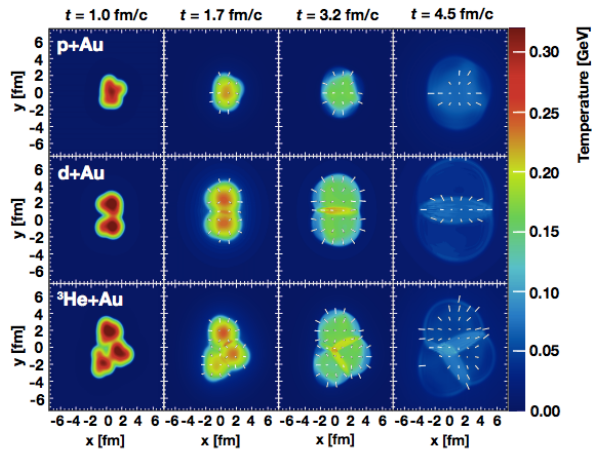 t = 1.0 fm/c t = 1.7 fm/c t = 3.2 fm/c t = 4.5 fm/c
p+Au
d+Au
³He+Au
y [fm]
6
4
2
0
-2
-4
-6
y [fm]
6
4
2
0
-2
-4
-6
y [fm]
6
4
2
0
-2
-4
-6
-6 -4 -2 0 2 4 6 -6 -4 -2 0 2 4 6 -6 -4 -2 0 2 4 6 -6 -4 -2 0 2 4 6
x [fm] x [fm] x [fm] x [fm]
0.30
0.25
0.20
0.15
0.10
0.05
0.00
Temperature [GeV]